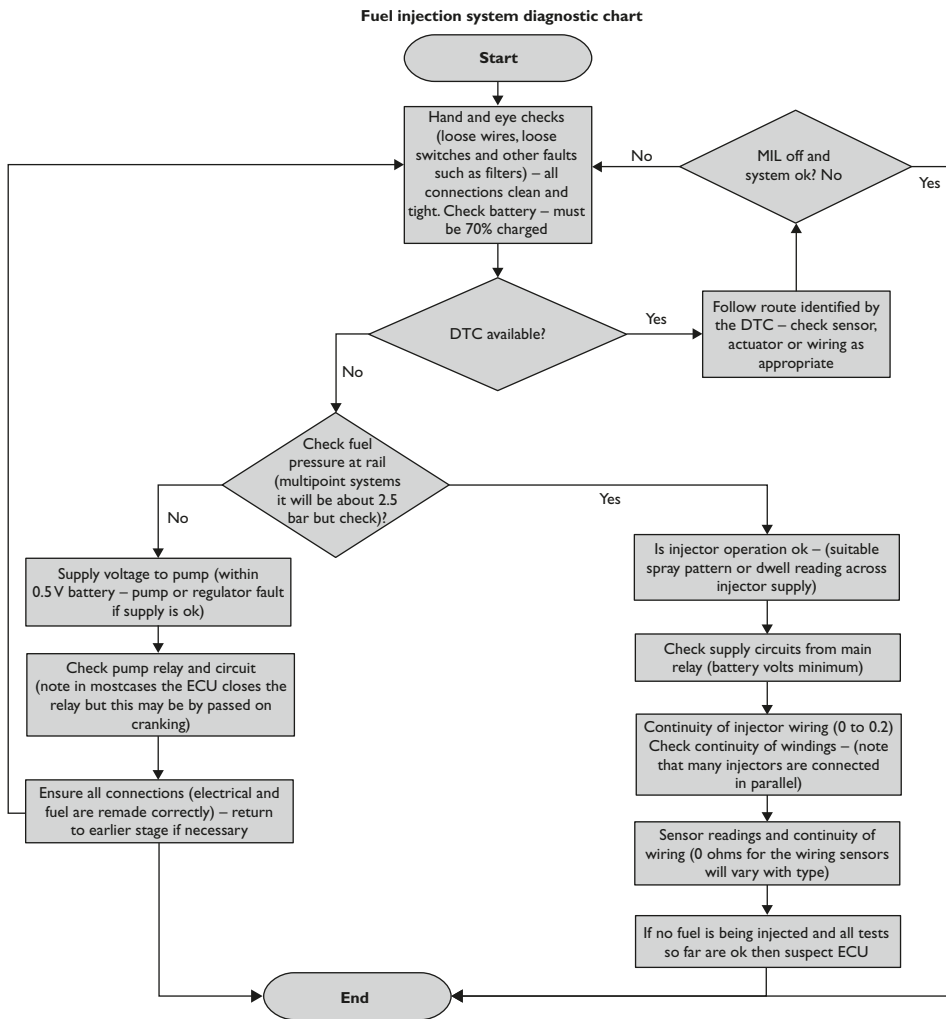 Fuel injection system diagnostic chart
Start
Hand and eye checks
(loose wires, loose
switches and other faults
such as filters) – all
connections clean and
tight. Check battery – must
be 70% charged
No
MIL off and
system ok? No
Yes
DTC available?
Yes
Follow route identified by
the DTC – check sensor,
actuator or wiring as
appropriate
No
Check fuel
pressure at rail
(multipoint systems
it will be about 2.5
bar but check)?
No
Yes
Supply voltage to pump (within
0.5 V battery – pump or regulator fault
if supply is ok)
Check pump relay and circuit
(note in mostcases the ECU closes the
relay but this may be by passed on
cranking)
Ensure all connections (electrical and
fuel are remade correctly) – return
to earlier stage if necessary
Is injector operation ok – (suitable
spray pattern or dwell reading across
injector supply)
Check supply circuits from main
relay (battery volts minimum)
Continuity of injector wiring (0 to 0.2)
Check continuity of windings – (note
that many injectors are connected
in parallel)
Sensor readings and continuity of
wiring (0 ohms for the wiring sensors
will vary with type)
If no fuel is being injected and all tests
so far are ok then suspect ECU
End